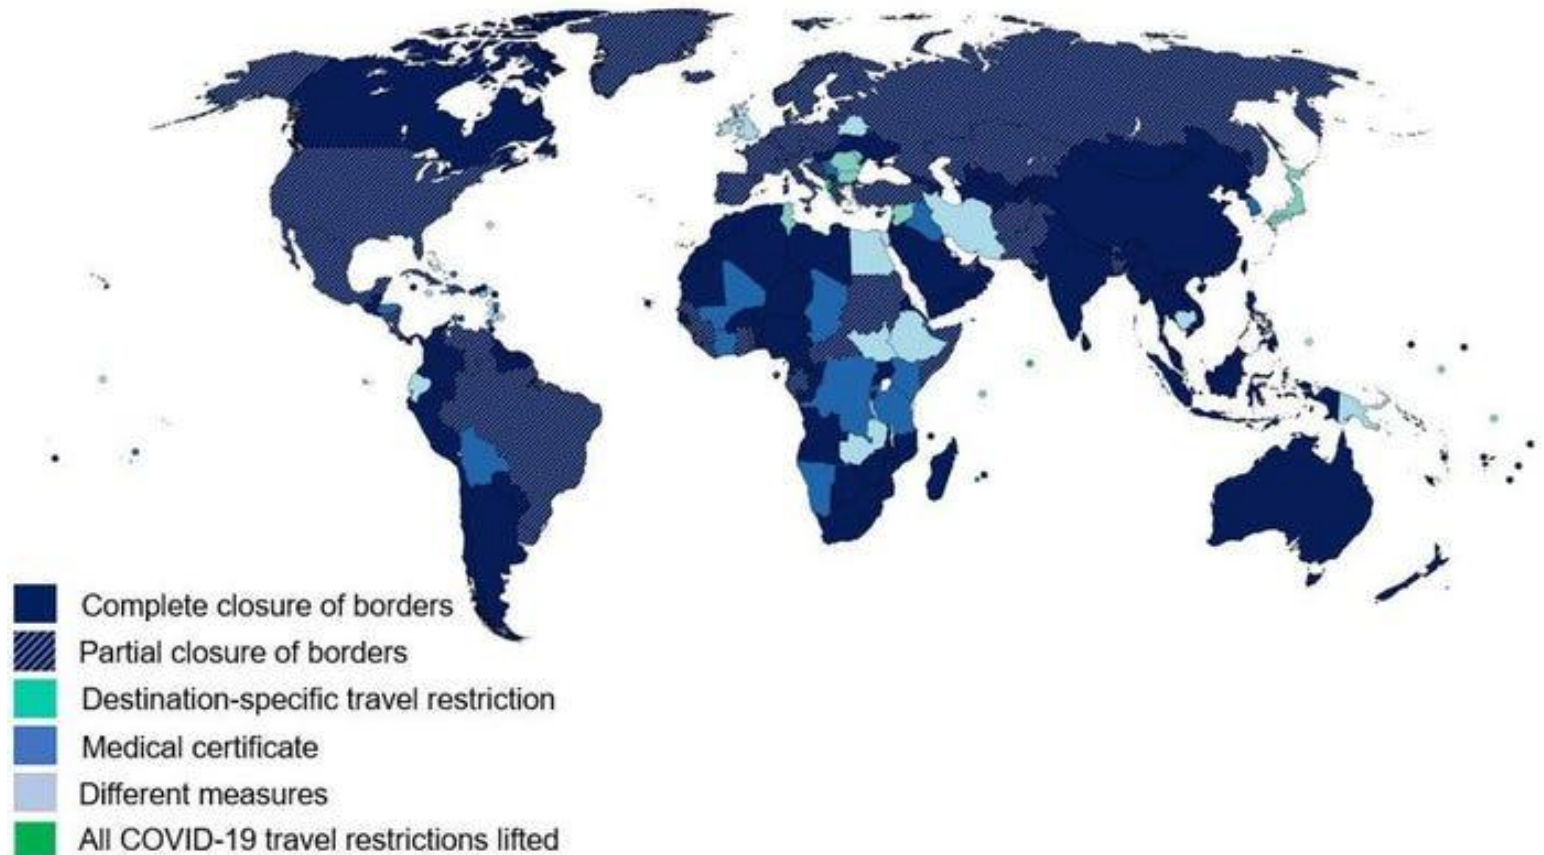 Complete closure of borders
Partial closure of borders
Destination-specific travel restriction
Medical certificate
Different measures
All COVID-19 travel restrictions lifted